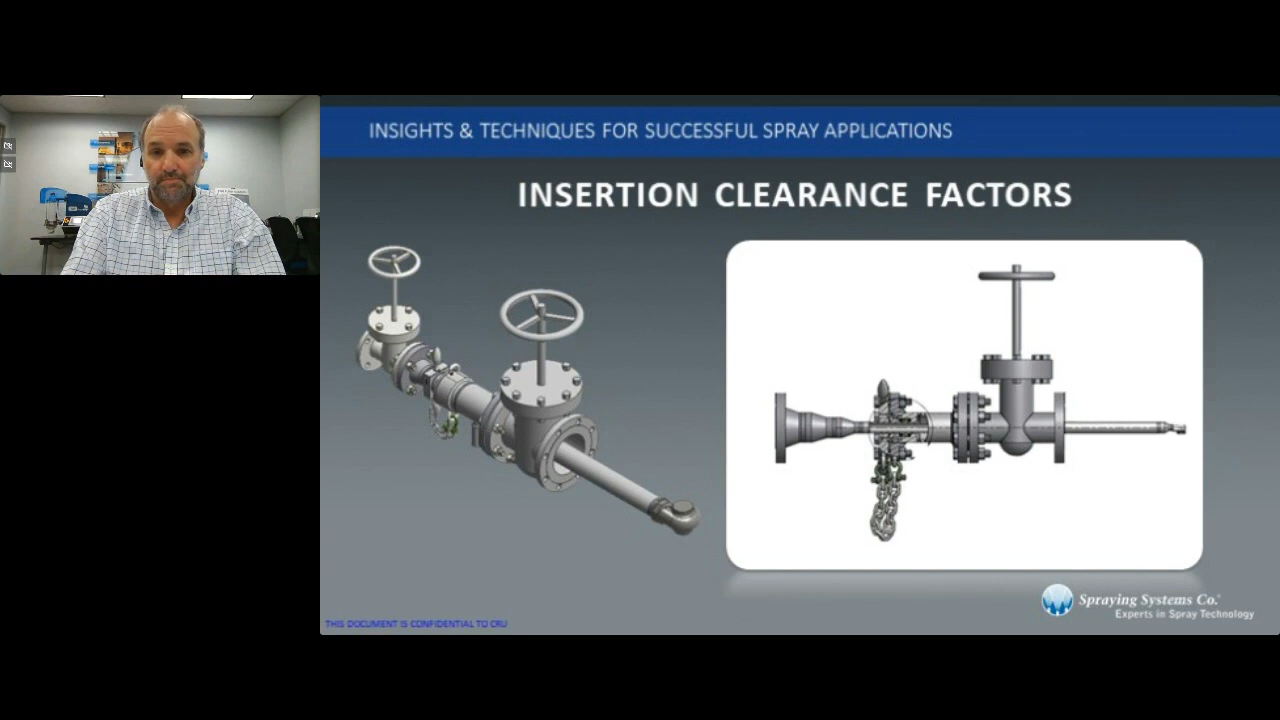 INSIGHTS & TECHNIQUES FOR SUCCESSFUL SPRAY APPLICATIONS
INSERTION CLEARANCE FACTORS
Spraying Systems Co.®
Experts in Spray Technology
THIS DOCUMENT IS CONFIDENTIAL TO CRU